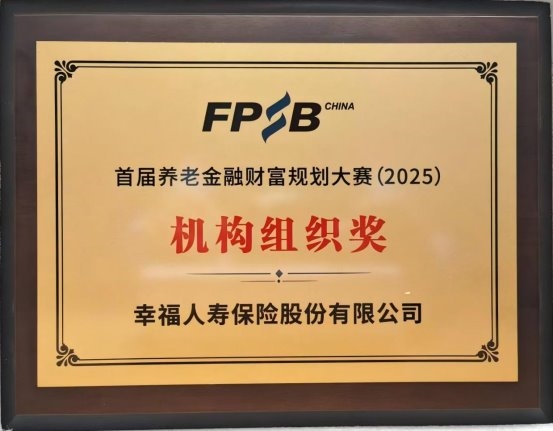 FPSB CHINA
首届养老金融财富规划大赛（2025）
机构组织奖
幸福人寿保险股份有限公司